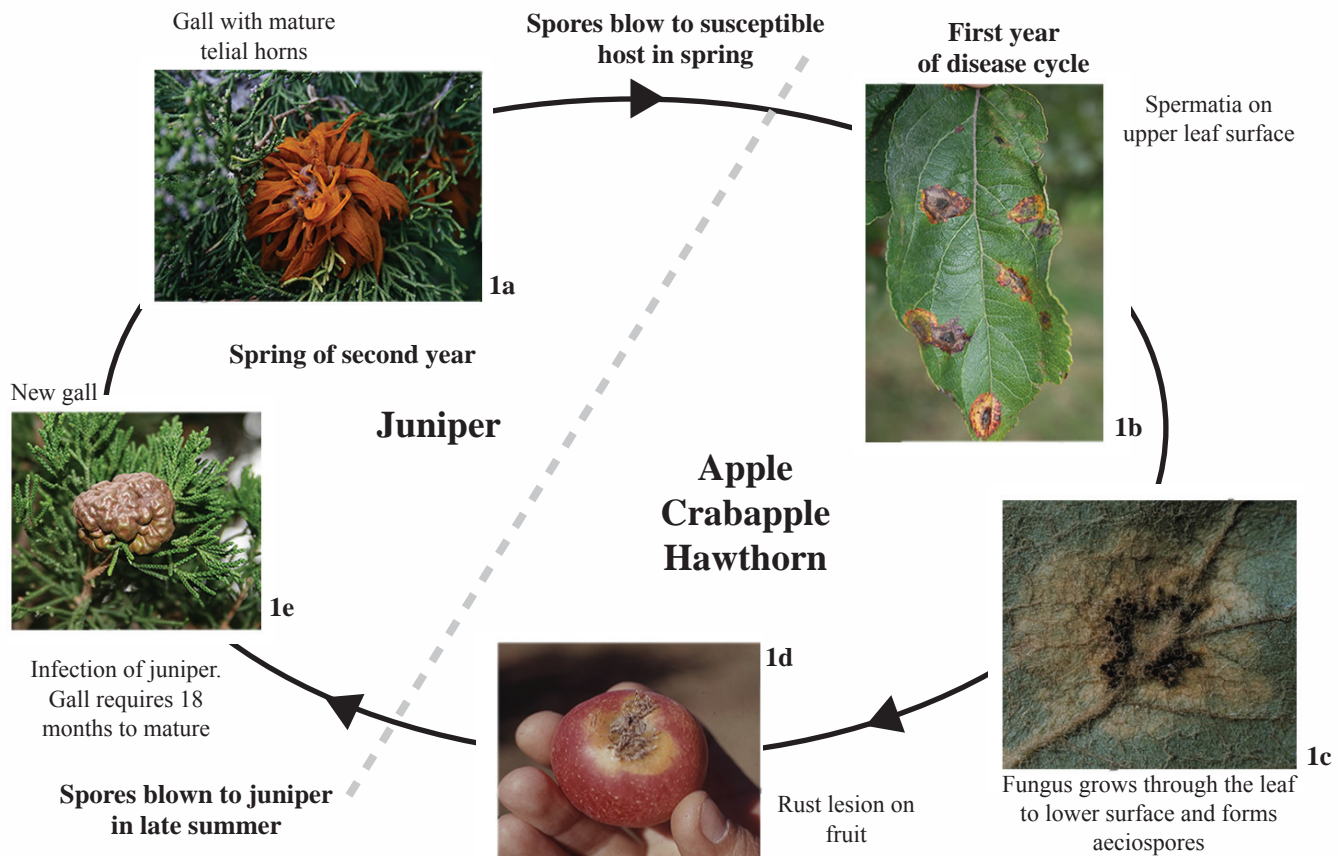 Gall with mature
telial horns
1a
Spores blow to susceptible
host in spring
First year
of disease cycle
Spermatia on
upper leaf surface
1b
Spring of second year
Juniper
Apple
Crabapple
Hawthorn
New gall
1e
Infection of juniper.
Gall requires 18
months to mature
Spores blown to juniper
in late summer
1d
Rust lesion on
fruit
1c
Fungus grows through the leaf
to lower surface and forms
aeciospores